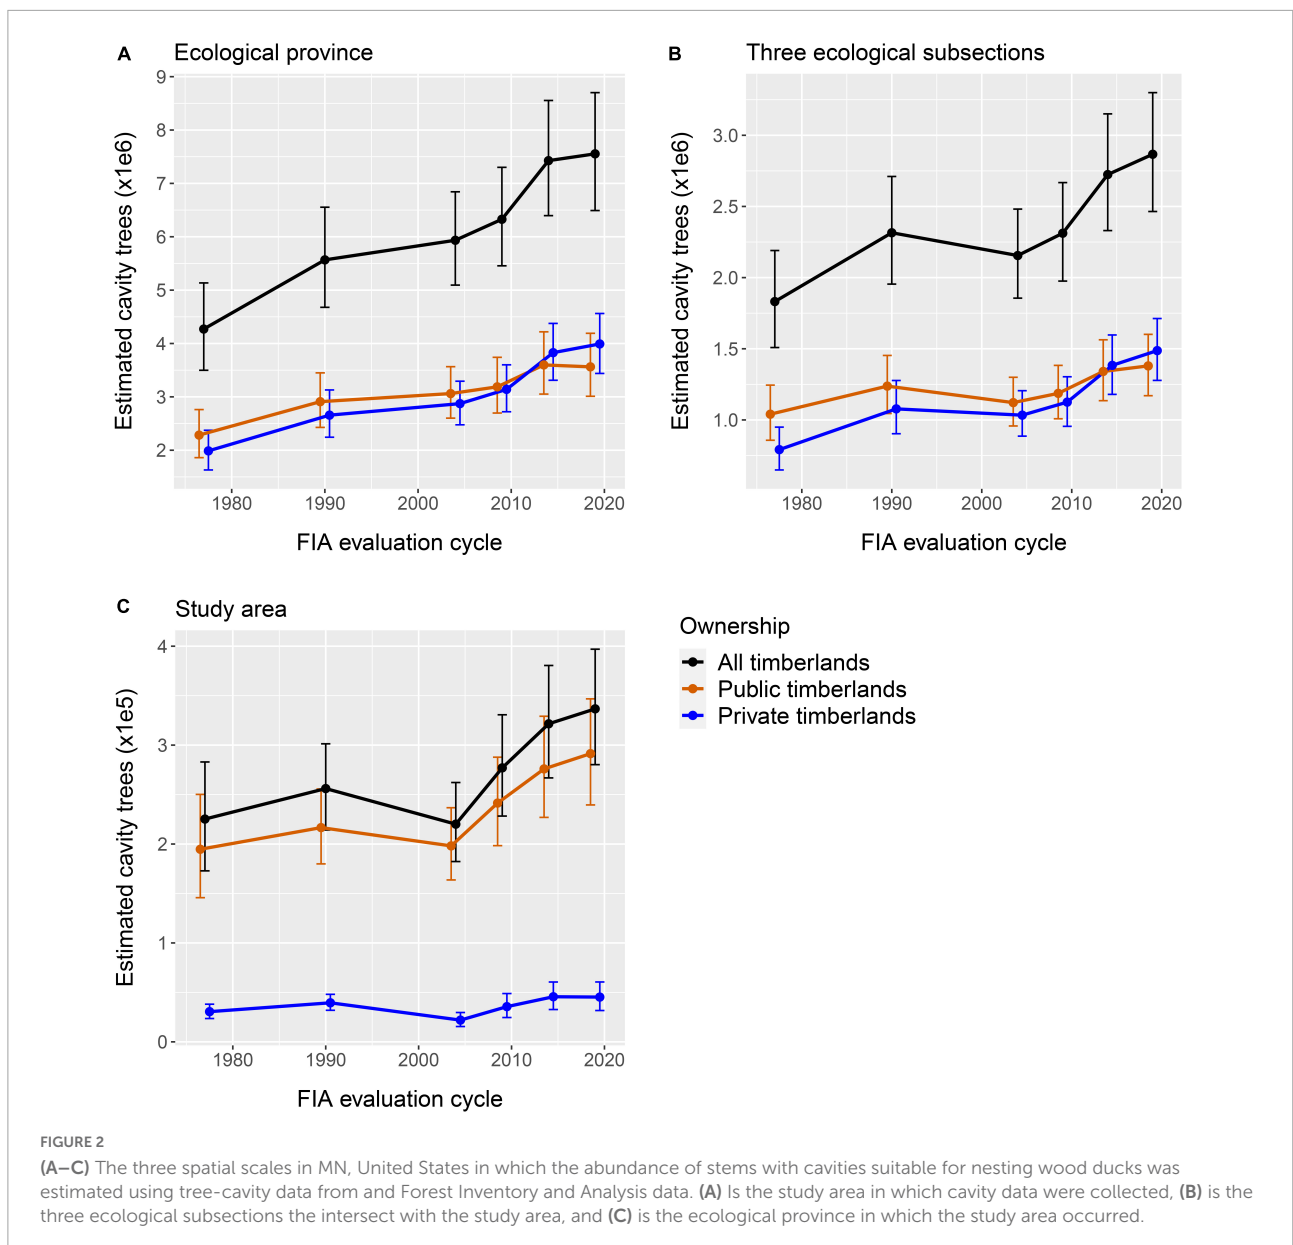 A Ecological province
Estimated cavity trees (x1e6)
9
8
7
6
5
4
3
2
1980 1990 2000 2010 2020
FIA evaluation cycle
B Three ecological subsections
Estimated cavity trees (x1e6)
3.0
2.5
2.0
1.5
1.0
1980 1990 2000 2010 2020
FIA evaluation cycle
C Study area
Estimated cavity trees (x1e5)
4
3
2
1
0
1980 1990 2000 2010 2020
FIA evaluation cycle
Ownership
All timberlands
Public timberlands
Private timberlands
FIGURE 2
(A–C) The three spatial scales in MN, United States in which the abundance of stems with cavities suitable for nesting wood ducks was
estimated using tree-cavity data from and Forest Inventory and Analysis data. (A) Is the study area in which cavity data were collected, (B) is the
three ecological subsections the intersect with the study area, and (C) is the ecological province in which the study area occurred.